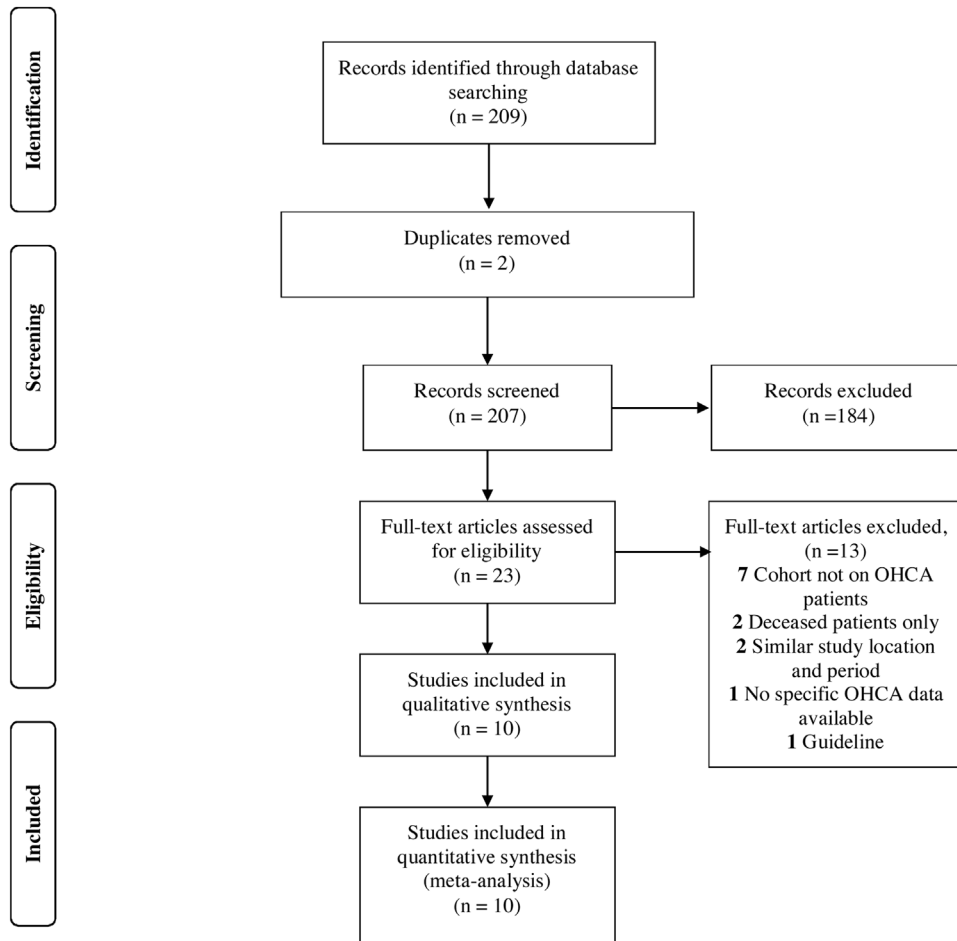 Identification
Records identified through database
searching
(n = 209)
Duplicates removed
(n = 2)
Screening
Records screened
(n = 207)
Records excluded
(n =184)
Eligibility
Full-text articles assessed
for eligibility
(n = 23)
Full-text articles excluded,
(n =13)
7 Cohort not on OHCA
patients
2 Deceased patients only
2 Similar study location
and period
1 No specific OHCA data
available
1 Guideline
Studies included in
qualitative synthesis
(n = 10)
Included
Studies included in
quantitative synthesis
(meta-analysis)
(n = 10)